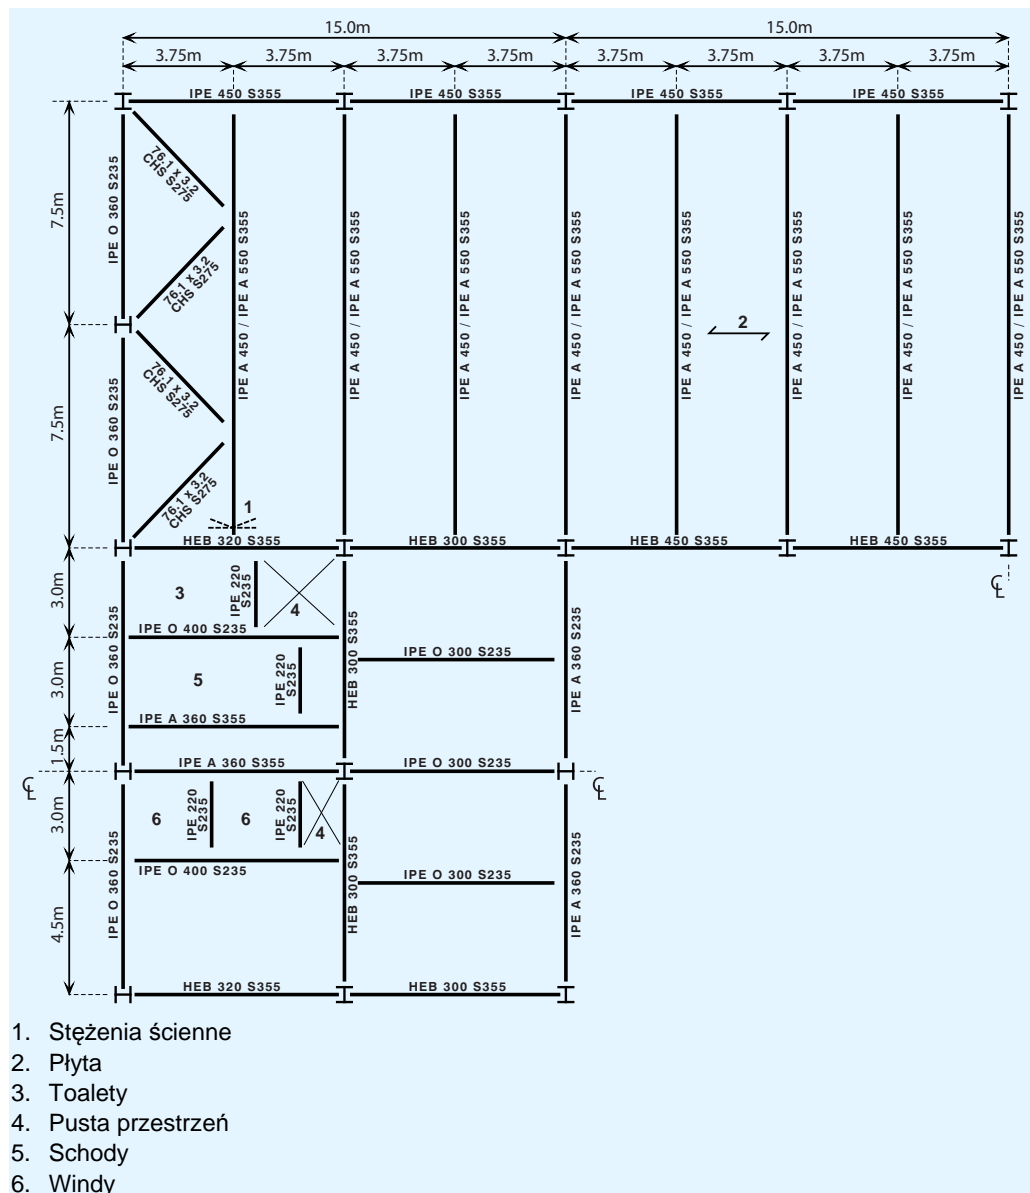 15.0m 15.0m
3.75m 3.75m 3.75m 3.75m 3.75m 3.75m 3.75m 3.75m
IPE 450 S355 IPE 450 S355 IPE 450 S355 IPE 450 S355
7.5m
IPE O 360 S235
76.1 x 3.2
CHS S275
76.1 x 3.2
CHS S275
IPE A 450 / IPE A 550 S355
IPE A 450 / IPE A 550 S355
IPE A 450 / IPE A 550 S355
IPE A 450 / IPE A 550 S355
IPE A 450 / IPE A 550 S355
IPE A 450 / IPE A 550 S355
IPE A 450 / IPE A 550 S355
IPE A 450 / IPE A 550 S355
2
7.5m
IPE O 360 S235
76.1 x 3.2
CHS S275
76.1 x 3.2
CHS S275
1
HEB 320 S355 HEB 300 S355 HEB 450 S355 HEB 450 S355
3.0m
IPE O 360 S235
3
IPE 220
S235
4
HEB 300 S355
IPE A 360 S235
℄
IPE O 400 S235
IPE O 300 S235
3.0m
5
IPE 220
S235
IPE A 360 S355
1.5m
IPE A 360 S355 IPE O 300 S235
℄ ℄
3.0m
IPE O 360 S235
6
IPE 220
S235
6
IPE 220
S235
4
HEB 300 S355
IPE A 360 S235
IPE O 400 S235
IPE O 300 S235
4.5m
HEB 320 S355 HEB 300 S355
1. Stężenia ścienne
2. Płyta
3. Toalety
4. Pusta przestrzeń
5. Schody
6. Windy